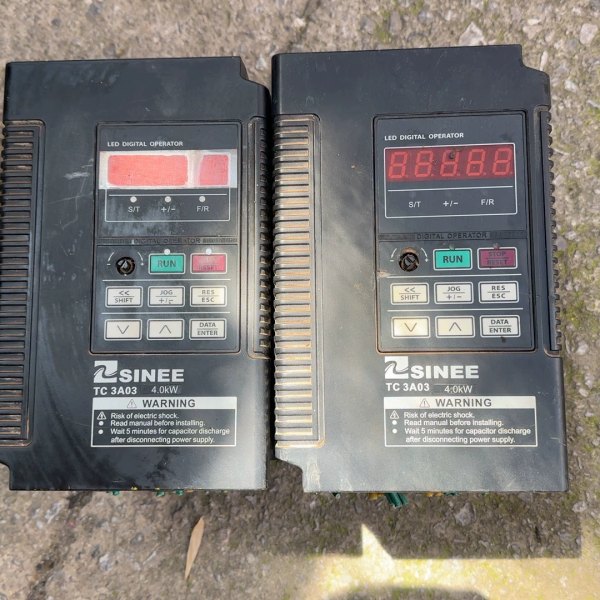 LED DIGITAL OPERATOR
S/T +/− F/R
DIGITAL OPERATOR
RUN
STOP
RESET
<<
SHIFT
JOG
+/−
RES
ESC
DATA
ENTER
SINEE
TC 3A03 4.0kW
WARNING
Risk of electric shock.
Read manual before installing.
Wait 5 minutes for capacitor discharge
after disconnecting power supply.
LED DIGITAL OPERATOR
S/T +/− F/R
DIGITAL OPERATOR
RUN
STOP
RESET
<<
SHIFT
JOG
+/−
RES
ESC
DATA
ENTER
SINEE
TC 3A03 4.0kW
WARNING
Risk of electric shock.
Read manual before installing.
Wait 5 minutes for capacitor discharge
after disconnecting power supply.